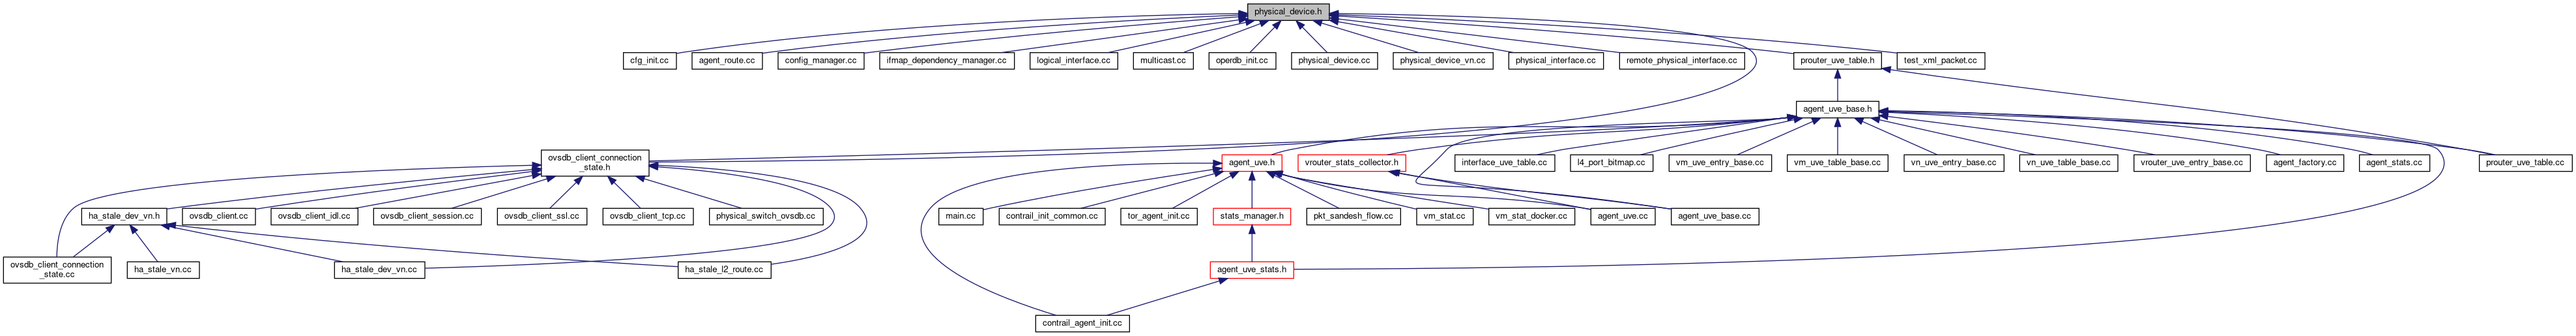 physical_device.h
cfg_init.cc
agent_route.cc
config_manager.cc
ifmap_dependency_manager.cc
logical_interface.cc
multicast.cc
operdb_init.cc
physical_device.cc
physical_device_vn.cc
physical_interface.cc
remote_physical_interface.cc
prouter_uve_table.h
test_xml_packet.cc
agent_uve_base.h
ovsdb_client_connection
_state.h
agent_uve.h
vrouter_stats_collector.h
interface_uve_table.cc
l4_port_bitmap.cc
vm_uve_entry_base.cc
vm_uve_table_base.cc
vn_uve_entry_base.cc
vn_uve_table_base.cc
vrouter_uve_entry_base.cc
agent_factory.cc
agent_stats.cc
prouter_uve_table.cc
ha_stale_dev_vn.h
ovsdb_client.cc
ovsdb_client_idl.cc
ovsdb_client_session.cc
ovsdb_client_ssl.cc
ovsdb_client_tcp.cc
physical_switch_ovsdb.cc
main.cc
contrail_init_common.cc
tor_agent_init.cc
stats_manager.h
pkt_sandesh_flow.cc
vm_stat.cc
vm_stat_docker.cc
agent_uve.cc
agent_uve_base.cc
ovsdb_client_connection
_state.cc
ha_stale_vn.cc
ha_stale_dev_vn.cc
ha_stale_l2_route.cc
agent_uve_stats.h
contrail_agent_init.cc